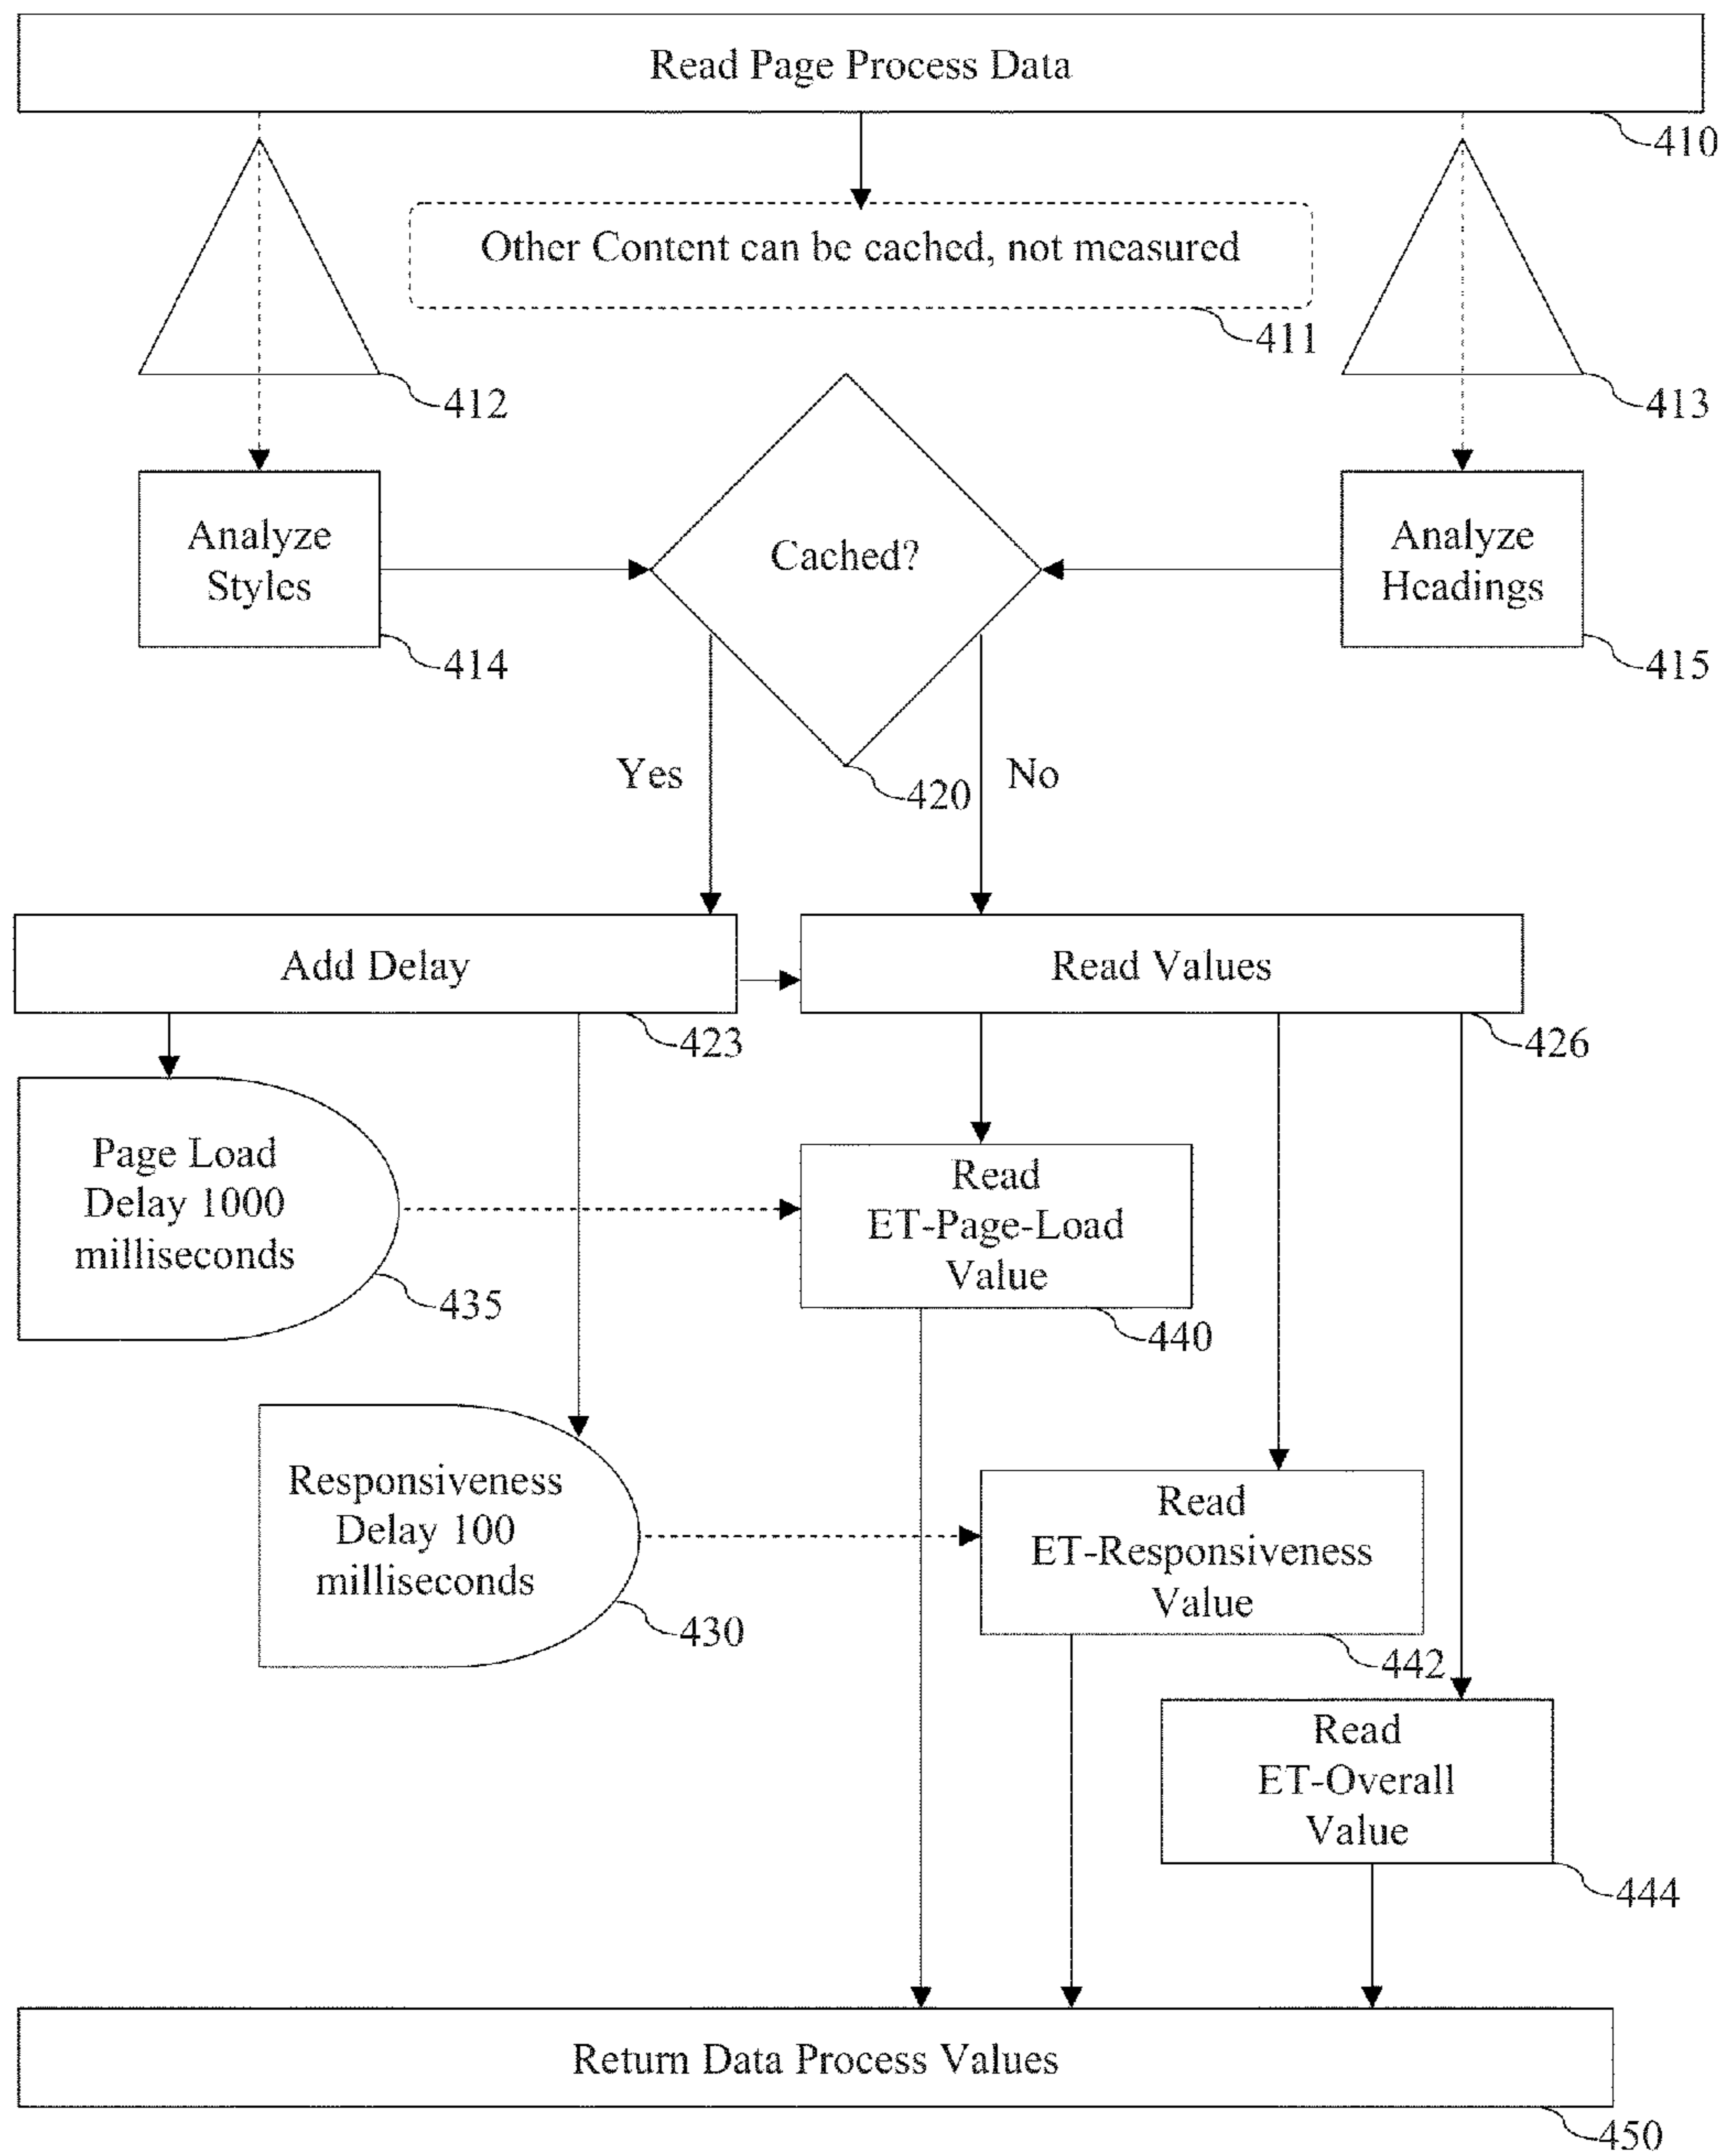 Read Page Process Data
410
Other Content can be cached, not measured
411
412
413
Analyze
Styles
414
Cached?
Analyze
Headings
415
Yes
420
No
Add Delay
423
Read Values
426
Page Load
Delay 1000
milliseconds
435
Read
ET-Page-Load
Value
440
Responsiveness
Delay 100
milliseconds
430
Read
ET-Responsiveness
Value
442
Read
ET-Overall
Value
444
Return Data Process Values
450